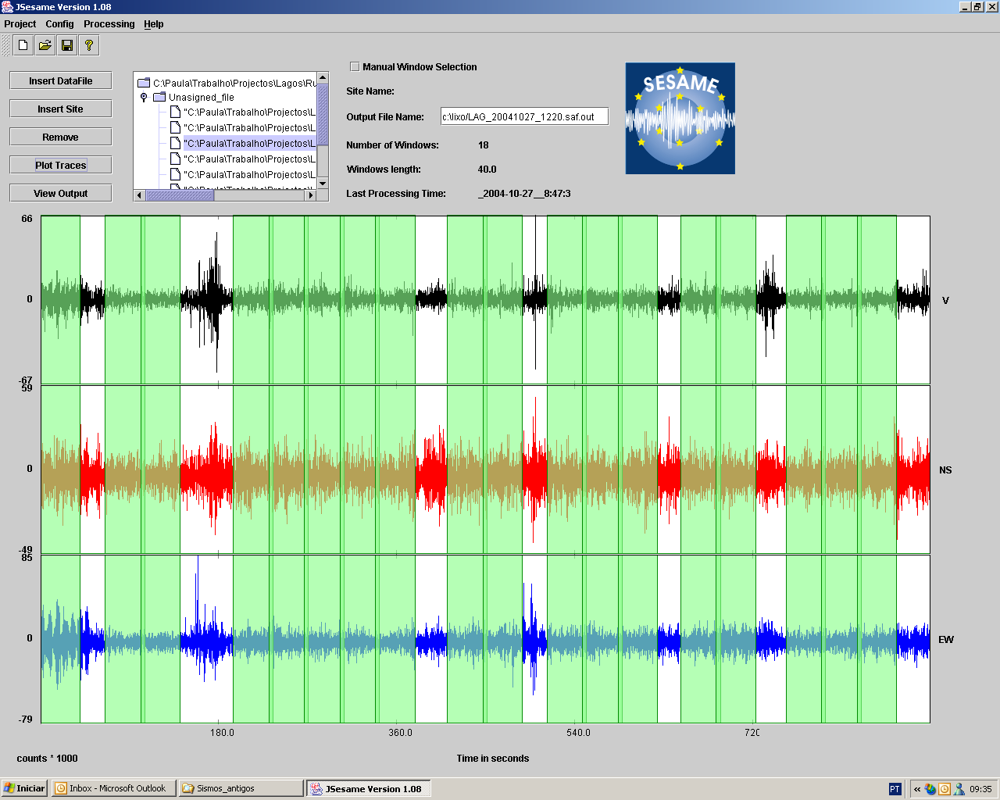 JSesame Version 1.08
Project Config Processing Help
Insert DataFile
Insert Site
Remove
Plot Traces
View Output
C:\Paula\Trabalho\Projectos\Lagos\Ru
Unasigned_file
"C:\Paula\Trabalho\Projectos\L
"C:\Paula\Trabalho\Projectos\L
"C:\Paula\Trabalho\Projectos\L
"C:\Paula\Trabalho\Projectos\L
"C:\Paula\Trabalho\Projectos\L
"C:\Paula\Trabalho\Projectos\L
Manual Window Selection
Site Name:
Output File Name: c:\lixo/LAG_20041027_1220.saf.out
Number of Windows: 18
Windows length: 40.0
Last Processing Time: _2004-10-27__8:47:3
SESAME
66
0
V
-67
59
0
NS
-49
85
0
EW
-79
180.0 360.0 540.0 720
counts * 1000 Time in seconds
Iniciar Inbox - Microsoft Outlook Sismos_antigos JSesame Version 1.08 PT « 09:35